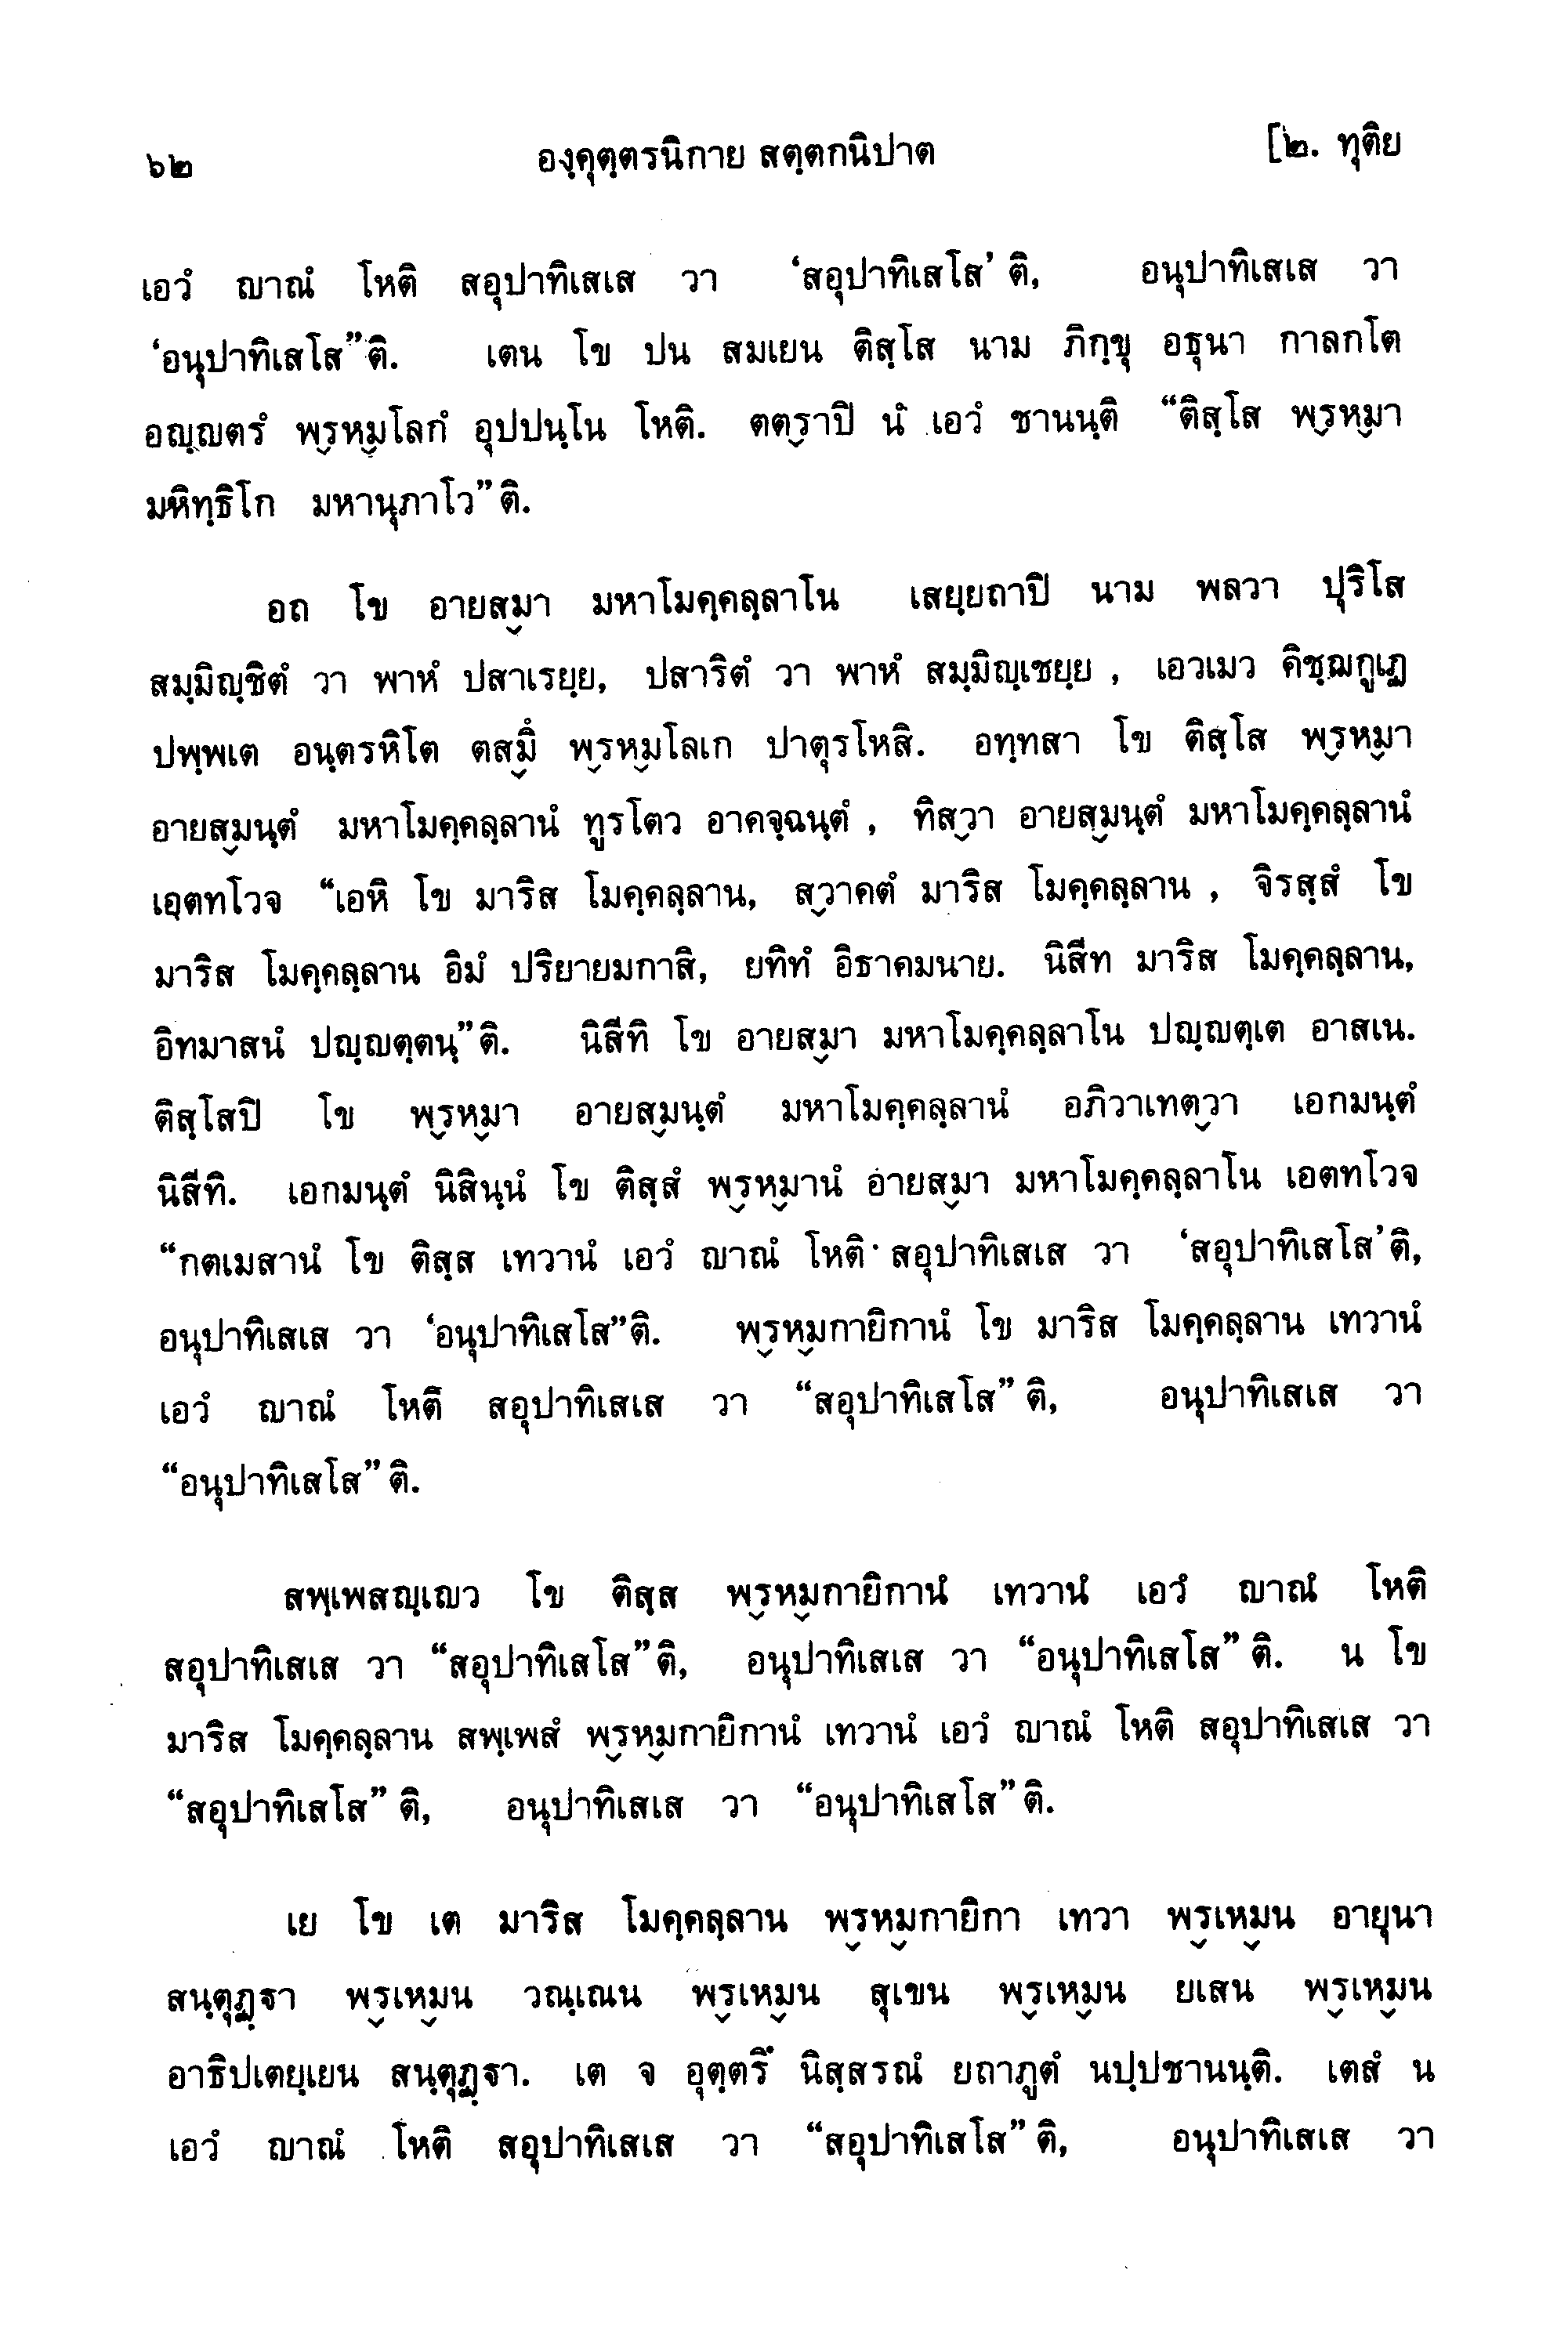 ๖๒ องฺคุตฺตรนิกาย สตฺตกนิปาต [๒. ทุติย
เอวํ ญาณํ โหติ สอุปาทิเสเส วา ‘สอุปาทิเสโส’ ติ, อนุปาทิเสเส วา
‘อนุปาทิเสโส”ติ. เตน โข ปน สมเยน ติสฺโส นาม ภิกฺขุ อธุนา กาลกโต
อญฺญตรํ พฺรหฺมโลกํ อุปปนฺโน โหติ. ตตฺราปิ นํ เอวํ ชานนฺติ “ติสฺโส พฺรหฺมา
มหิทฺธิโก มหานุภาโว” ติ.
อถ โข อายสฺมา มหาโมคฺคลฺลาโน เสยฺยถาปิ นาม พลวา ปุริโส
สมฺมิญฺชิตํ วา พาหํ ปสาเรยฺย, ปสาริตํ วา พาหํ สมฺมิญฺเชยฺย , เอวเมว คิชฺฌกูเฏ
ปพฺพเต อนฺตรหิโต ตสฺมึ พฺรหฺมโลเก ปาตุรโหสิ. อทฺทสา โข ติสฺโส พฺรหฺมา
อายสฺมนฺตํ มหาโมคฺคลฺลานํ ทูรโตว อาคจฺฉนฺตํ , ทิสฺวา อายสฺมนฺตํ มหาโมคฺคลฺลานํ
เอตทโวจ “เอหิ โข มาริส โมคฺคลฺลาน, สฺวาคตํ มาริส โมคฺคลฺลาน , จิรสฺสํ โข
มาริส โมคฺคลฺลาน อิมํ ปริยายมกาสิ, ยทิทํ อิธาคมนาย. นิสีท มาริส โมคฺคลฺลาน,
อิทมาสนํ ปญฺญตฺตนฺ”ติ. นิสีทิ โข อายสฺมา มหาโมคฺคลฺลาโน ปญฺญตฺเต อาสเน.
ติสฺโสปิ โข พฺรหฺมา อายสฺมนฺตํ มหาโมคฺคลฺลานํ อภิวาเทตฺวา เอกมนฺตํ
นิสีทิ. เอกมนฺตํ นิสินฺนํ โข ติสฺสํ พฺรหฺมานํ อายสฺมา มหาโมคฺคลฺลาโน เอตทโวจ
“กตเมสานํ โข ติสฺส เทวานํ เอวํ ญาณํ โหติ สอุปาทิเสเส วา ‘สอุปาทิเสโส’ติ,
อนุปาทิเสเส วา ‘อนุปาทิเสโส”ติ. พฺรหฺมกายิกานํ โข มาริส โมคฺคลฺลาน เทวานํ
เอวํ ญาณํ โหติ สอุปาทิเสเส วา “สอุปาทิเสโส” ติ, อนุปาทิเสเส วา
“อนุปาทิเสโส” ติ.
สพฺเพสญฺเญว โข ติสฺส พฺรหฺมกายิกานํ เทวานํ เอวํ ญาณํ โหติ
สอุปาทิเสเส วา “สอุปาทิเสโส”ติ, อนุปาทิเสเส วา “อนุปาทิเสโส” ติ. น โข
มาริส โมคฺคลฺลาน สพฺเพสํ พฺรหฺมกายิกานํ เทวานํ เอวํ ญาณํ โหติ สอุปาทิเสเส วา
“สอุปาทิเสโส” ติ, อนุปาทิเสเส วา “อนุปาทิเสโส” ติ.
เย โข เต มาริส โมคฺคลฺลาน พฺรหฺมกายิกา เทวา พฺรเหฺมน อายุนา
สนฺตุฏฺฐา พฺรเหฺมน วณฺเณน พฺรเหฺมน สุเขน พฺรเหฺมน ยเสน พฺรเหฺมน
อาธิปเตยฺเยน สนฺตุฏฺฐา. เต จ อุตฺตรึ นิสฺสรณํ ยถาภูตํ นปฺปชานนฺติ. เตสํ น
เอวํ ญาณํ โหติ สอุปาทิเสเส วา “สอุปาทิเสโส” ติ, อนุปาทิเสเส วา